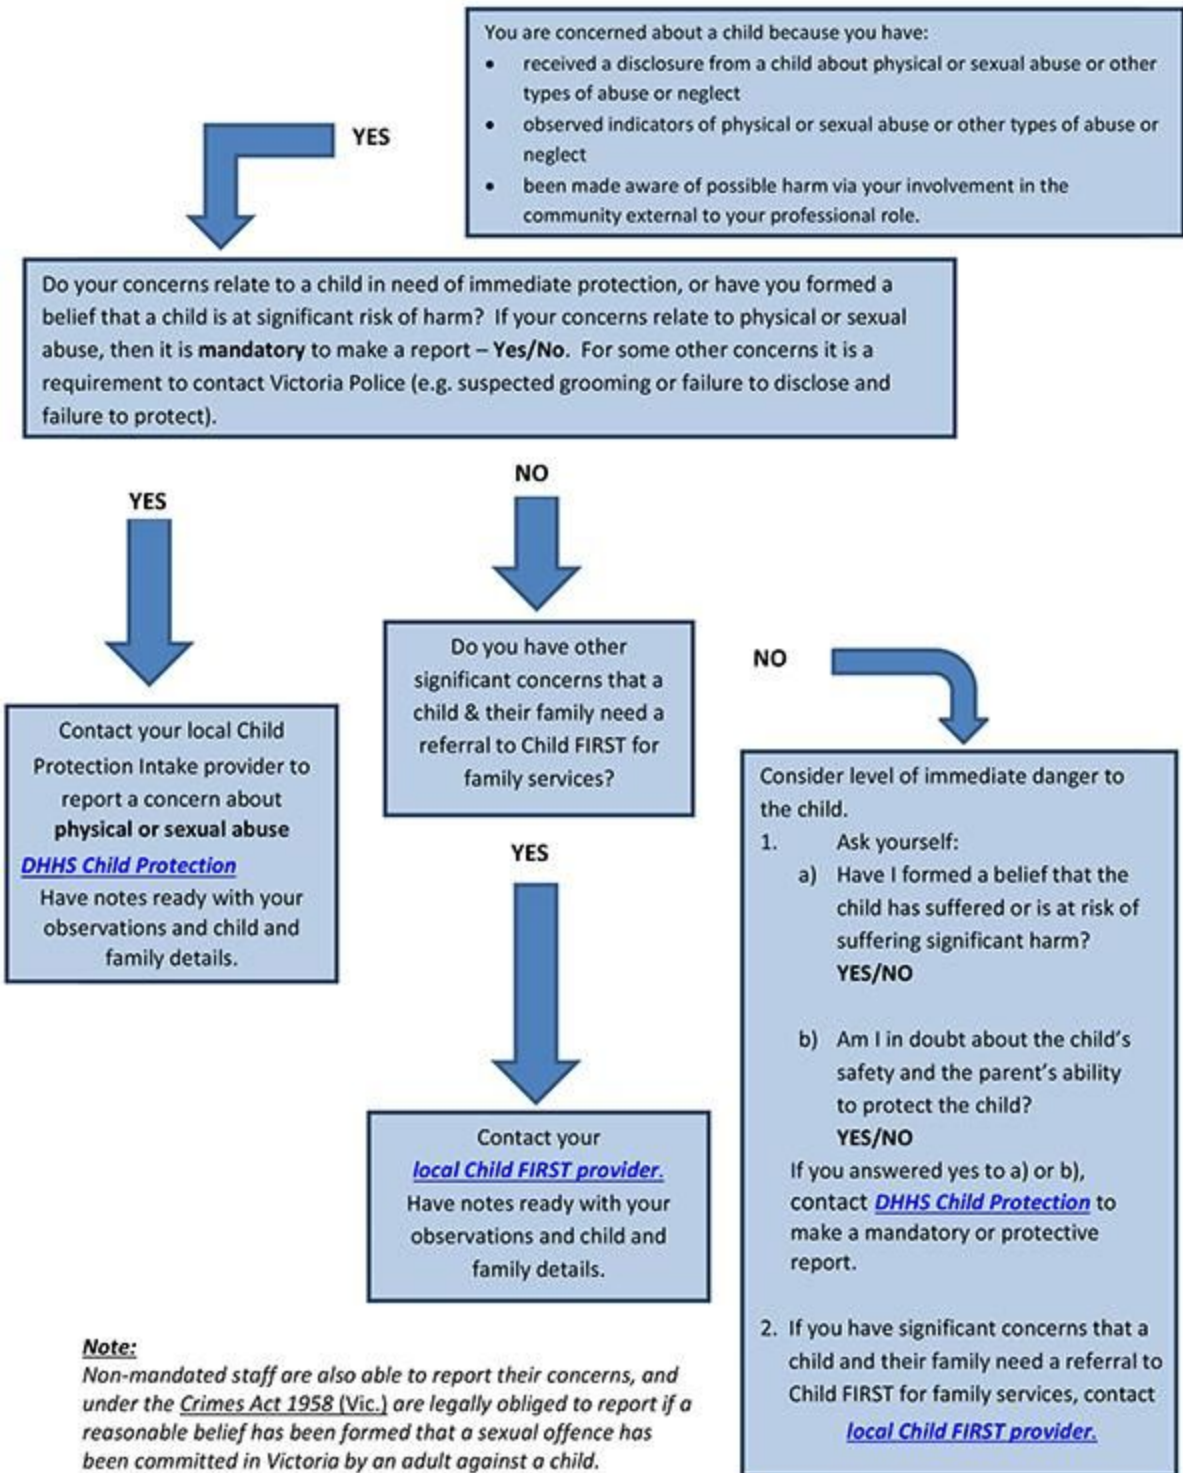 You are concerned about a child because you have:
• received a disclosure from a child about physical or sexual abuse or other
types of abuse or neglect
• observed indicators of physical or sexual abuse or other types of abuse or
neglect
• been made aware of possible harm via your involvement in the
community external to your professional role.
YES
Do your concerns relate to a child in need of immediate protection, or have you formed a
belief that a child is at significant risk of harm? If your concerns relate to physical or sexual
abuse, then it is mandatory to make a report – Yes/No. For some other concerns it is a
requirement to contact Victoria Police (e.g. suspected grooming or failure to disclose and
failure to protect).
YES
NO
Contact your local Child
Protection Intake provider to
report a concern about
physical or sexual abuse
DHHS Child Protection
Have notes ready with your
observations and child and
family details.
Do you have other
significant concerns that a
child & their family need a
referral to Child FIRST for
family services?
YES
Contact your
local Child FIRST provider.
Have notes ready with your
observations and child and
family details.
NO
Consider level of immediate danger to
the child.
1. Ask yourself:
a) Have I formed a belief that the
child has suffered or is at risk of
suffering significant harm?
YES/NO
b) Am I in doubt about the child's
safety and the parent's ability
to protect the child?
YES/NO
If you answered yes to a) or b),
contact DHHS Child Protection to
make a mandatory or protective
report.
2. If you have significant concerns that a
child and their family need a referral to
Child FIRST for family services, contact
local Child FIRST provider.
Note:
Non-mandated staff are also able to report their concerns, and
under the Crimes Act 1958 (Vic.) are legally obliged to report if a
reasonable belief has been formed that a sexual offence has
been committed in Victoria by an adult against a child.